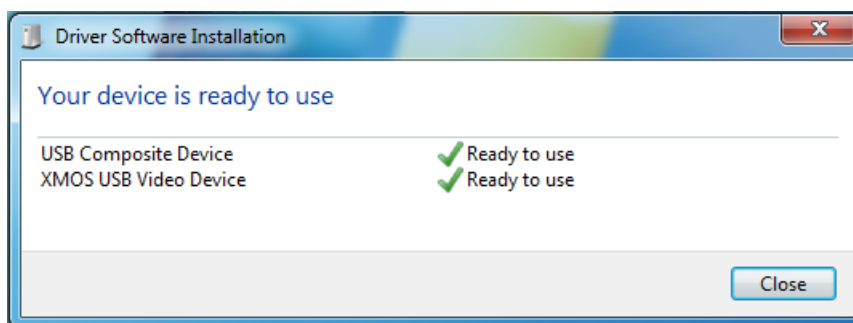 Driver Software Installation
Your device is ready to use
USB Composite Device Ready to use
XMOS USB Video Device Ready to use
Close